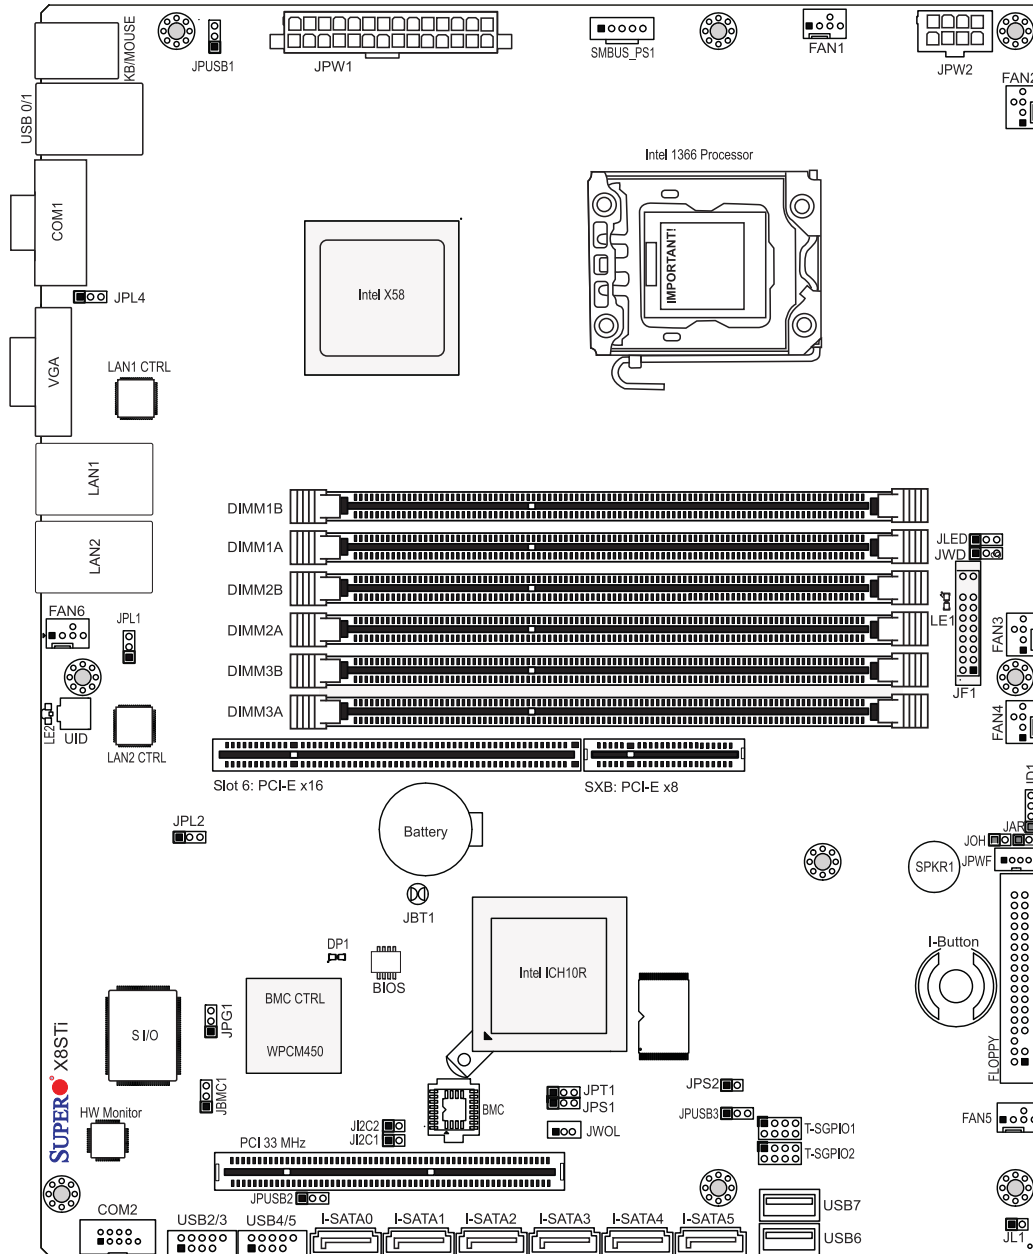 KB/MOUSE
USB 0/1
JPUSB1
JPW1
SMBUS_PS1
FAN1
JPW2
FAN2
Intel 1366 Processor
COM1
IMPORTANT!
Intel X58
JPL4
VGA
LAN1 CTRL
LAN1
LAN2
DIMM1B
DIMM1A
DIMM2B
DIMM2A
DIMM3B
DIMM3A
JLED
JWD
LE1
FAN3
JF1
FAN4
FAN6
JPL1
LE2
UID
LAN2 CTRL
Slot 6: PCI-E x16
SXB: PCI-E x8
JD1
JPL2
Battery
JAR
JOH
JPWF
SPKR1
JBT1
DP1
BIOS
Intel ICH10R
I-Button
FLOPPY
S I/O
JPG1
BMC CTRL
WPCM450
SUPER X8STi
JBMC1
HW Monitor
BMC
JPT1
JPS1
JPS2
JPUSB3
FAN5
JI2C2
JI2C1
JWOL
T-SGPIO1
T-SGPIO2
PCI 33 MHz
JPUSB2
COM2
USB2/3
USB4/5
I-SATA0
I-SATA1
I-SATA2
I-SATA3
I-SATA4
I-SATA5
USB7
USB6
JL1